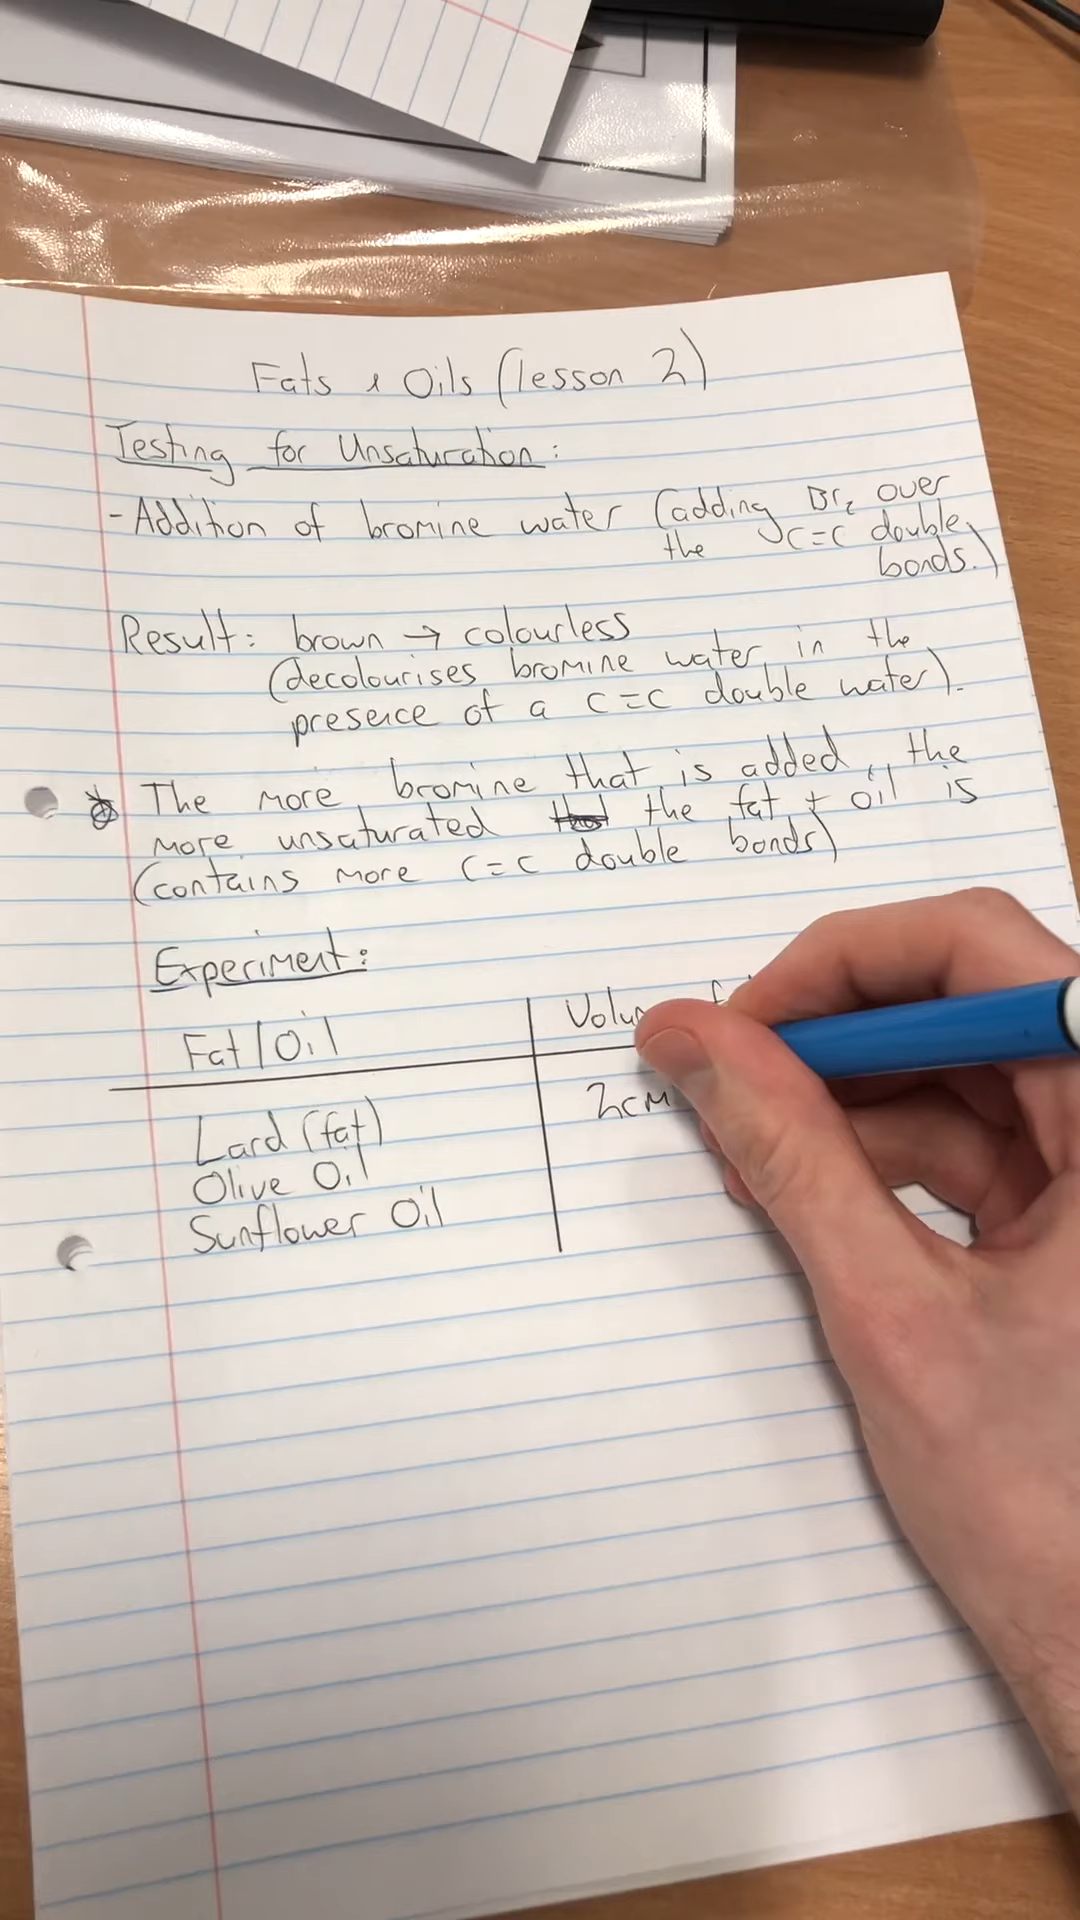 Fats & Oils (lesson 2)
Testing for Unsaturation:
- Addition of bromine water (adding Br₂ over
the C=C double
bonds.)
Result: brown → colourless
(decolourises bromine water in the
presence of a C=C double water).
* The more bromine that is added, the
more unsaturated the fat + oil is
(contains more C=C double bonds)
Experiment:
Fat/Oil
Lard (fat)
2cm
Olive Oil
Sunflower Oil